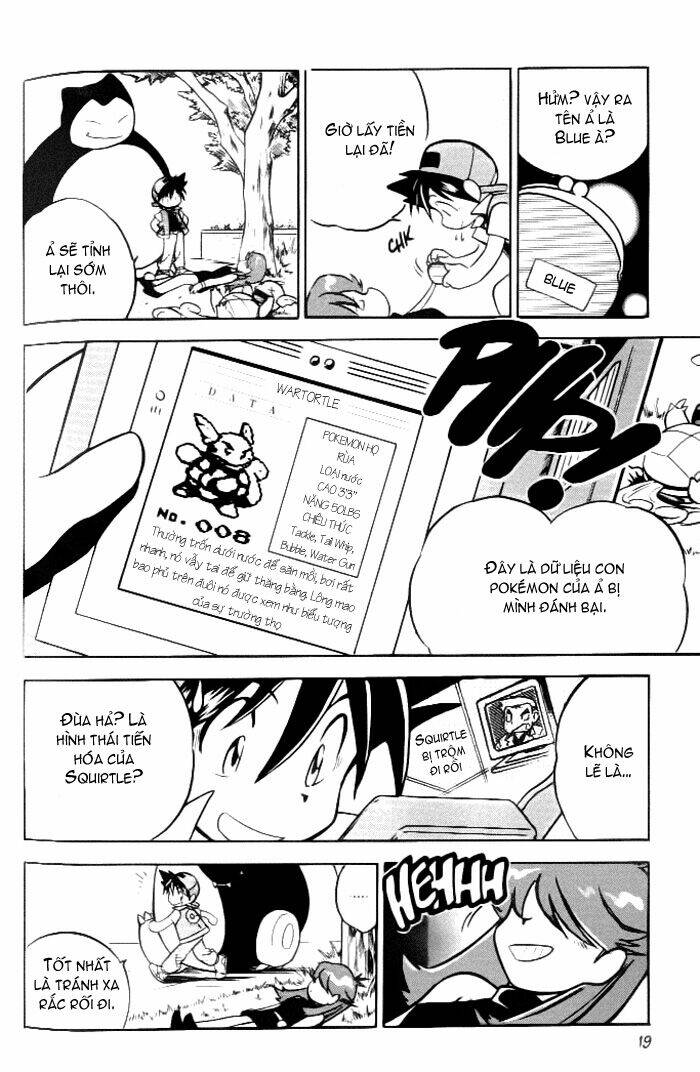 Ả SẼ TỈNH
LẠI SỚM
THÔI.
GIỜ LẤY TIỀN
LẠI ĐÃ!
CHK
HỬM? VẬY RA
TÊN Ả LÀ
BLUE À?
BLUE
WARTORTLE
DATA
NO. 008
POKEMON HỌ
RÙA
LOẠI nước
CAO 3'3"
NẶNG 50LBS
CHIÊU THỨC
Tackle, Tail Whip,
Bubble, Water Gun
Thường trốn dưới nước để săn mồi, bơi rất
nhanh, nó vẫy tai để giữ thăng bằng. Lông mao
bao phủ trên đuôi nó được xem như biểu tượng
của sự trường thọ
PIPIPI!
ĐÂY LÀ DỮ LIỆU CON
POKÉMON CỦA Ả BỊ
MÌNH ĐÁNH BẠI.
ĐÙA HẢ? LÀ
HÌNH THÁI TIẾN
HÓA CỦA
SQUIRTLE?
SQUIRTLE
BỊ TRỘM
ĐI RỒI
KHÔNG
LẼ LÀ...
......
TỐT NHẤT
LÀ TRÁNH XA
RẮC RỐI ĐI.
HEHHH
19